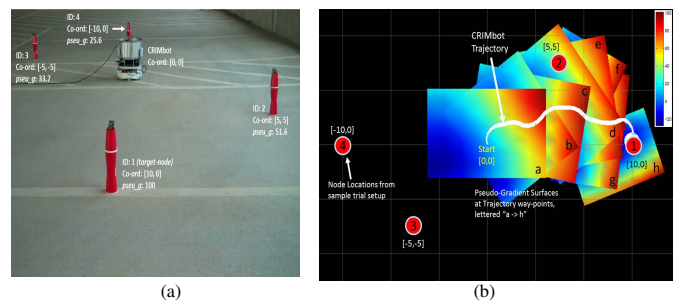 ID: 4
Co-ord: [-10, 0]
pseu_g: 25.6
ID: 3
Co-ord: [-5, -5]
pseu_g: 33.7
CRIMbot
Co-ord: [0, 0]
ID: 2
Co-ord: [5, 5]
pseu_g: 51.6
ID: 1 (target-node)
Co-ord: [10, 0]
pseu_g: 100
(a)
CRIMbot
Trajectory
[5,5]
2
e
f
c
d
b
a
g
h
Start
[0,0]
1
[10,0]
[-10,0]
4
Node Locations from
sample trial setup
Pseudo-Gradient Surfaces
at Trajectory way-points,
lettered "a -> h"
3
[-5,-5]
100
80
60
40
20
0
-20
(b)